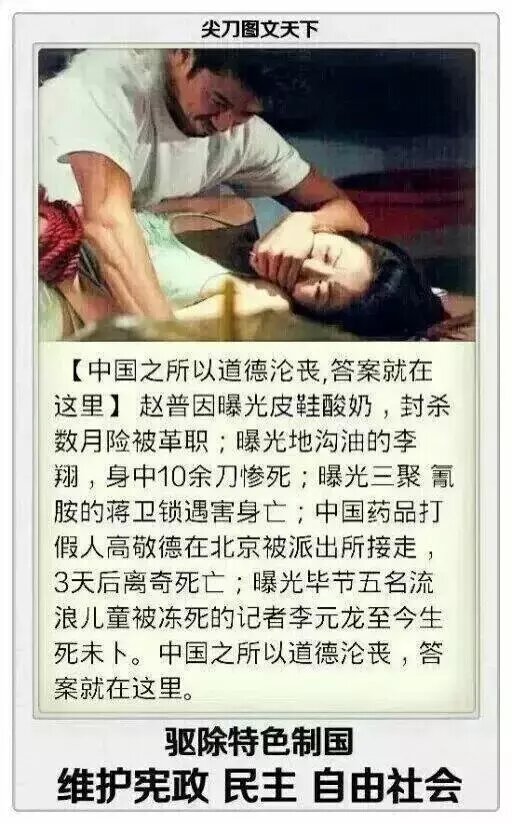 尖刀图文天下
【中国之所以道德沦丧,答案就在
这里】赵普因曝光皮鞋酸奶，封杀
数月险被革职；曝光地沟油的李
翔，身中10余刀惨死；曝光三聚 氰
胺的蒋卫锁遇害身亡；中国药品打
假人高敬德在北京被派出所接走，
3天后离奇死亡；曝光毕节五名流
浪儿童被冻死的记者李元龙至今生
死未卜。中国之所以道德沦丧，答
案就在这里。
驱除特色制国
维护宪政 民主 自由社会